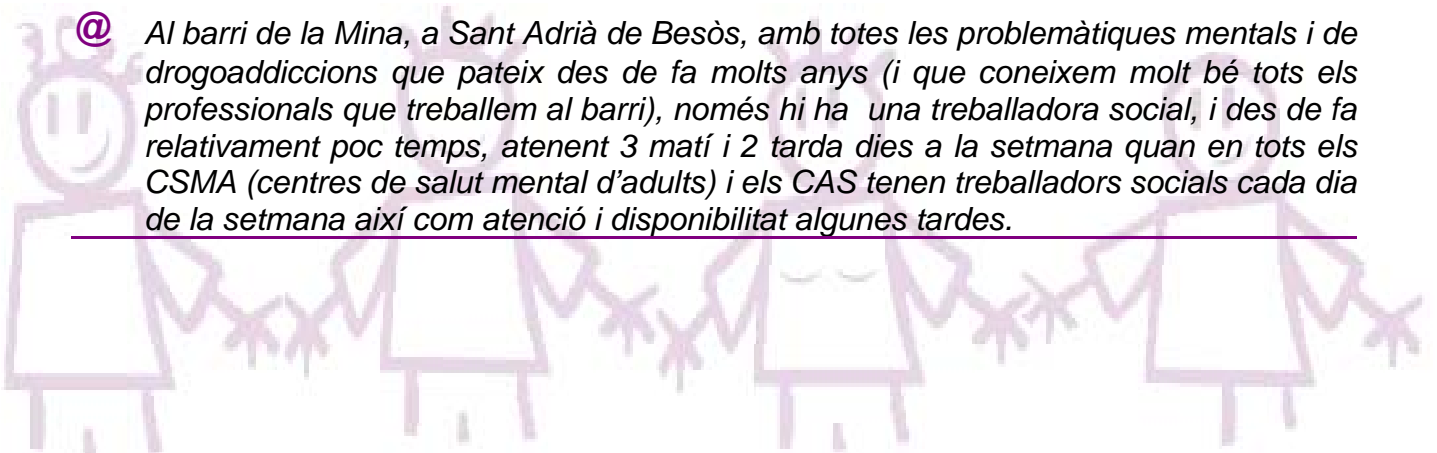 @ Al barri de la Mina, a Sant Adrià de Besòs, amb totes les problemàtiques mentals i de
drogoaddiccions que pateix des de fa molts anys (i que coneixem molt bé tots els
professionals que treballem al barri), només hi ha una treballadora social, i des de fa
relativament poc temps, atenent 3 matí i 2 tarda dies a la setmana quan en tots els
CSMA (centres de salut mental d'adults) i els CAS tenen treballadors socials cada dia
de la setmana així com atenció i disponibilitat algunes tardes.